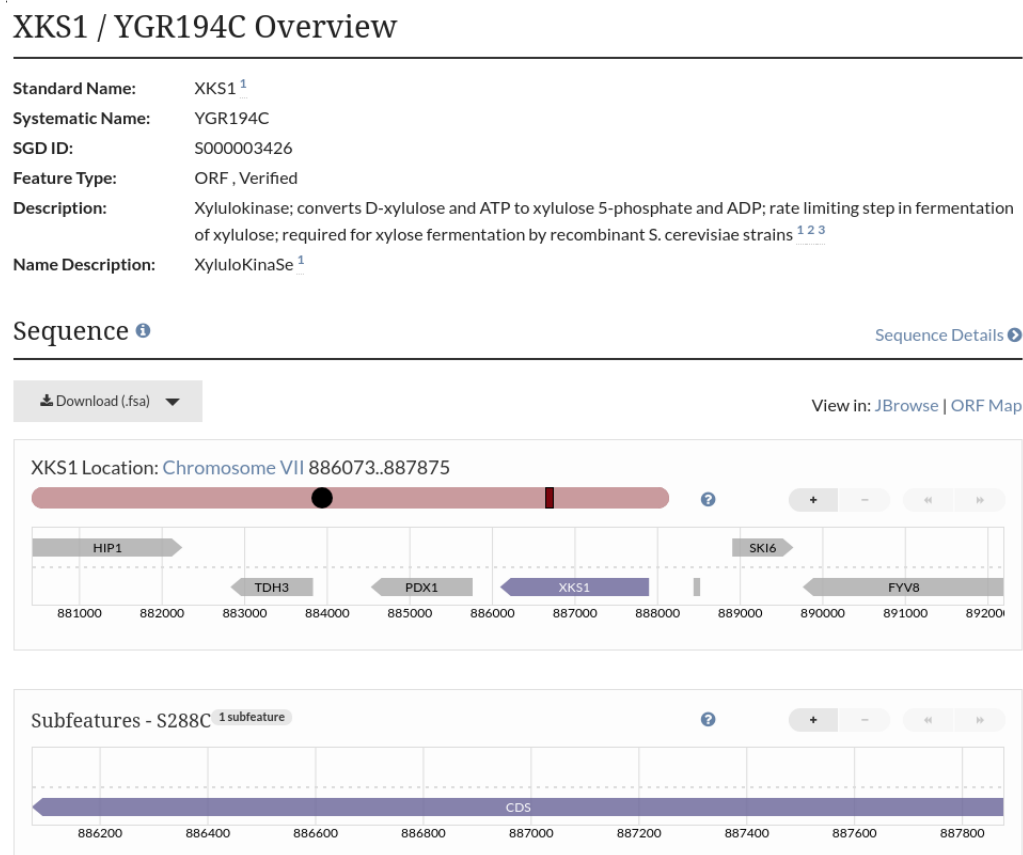 XKS1 / YGR194C Overview
Standard Name: XKS1 1
Systematic Name: YGR194C
SGD ID: S000003426
Feature Type: ORF , Verified
Description: Xylulokinase; converts D-xylulose and ATP to xylulose 5-phosphate and ADP; rate limiting step in fermentation
of xylulose; required for xylose fermentation by recombinant S. cerevisiae strains 1 2 3
Name Description: XyluloKinaSe 1
Sequence
Sequence Details
Download (.fsa)
View in: JBrowse | ORF Map
XKS1 Location: Chromosome VII 886073..887875
? + − « »
HIP1 SKI6
TDH3 PDX1 XKS1 FYV8
881000 882000 883000 884000 885000 886000 887000 888000 889000 890000 891000 89200
Subfeatures - S288C 1 subfeature
? + − « »
CDS
886200 886400 886600 886800 887000 887200 887400 887600 887800